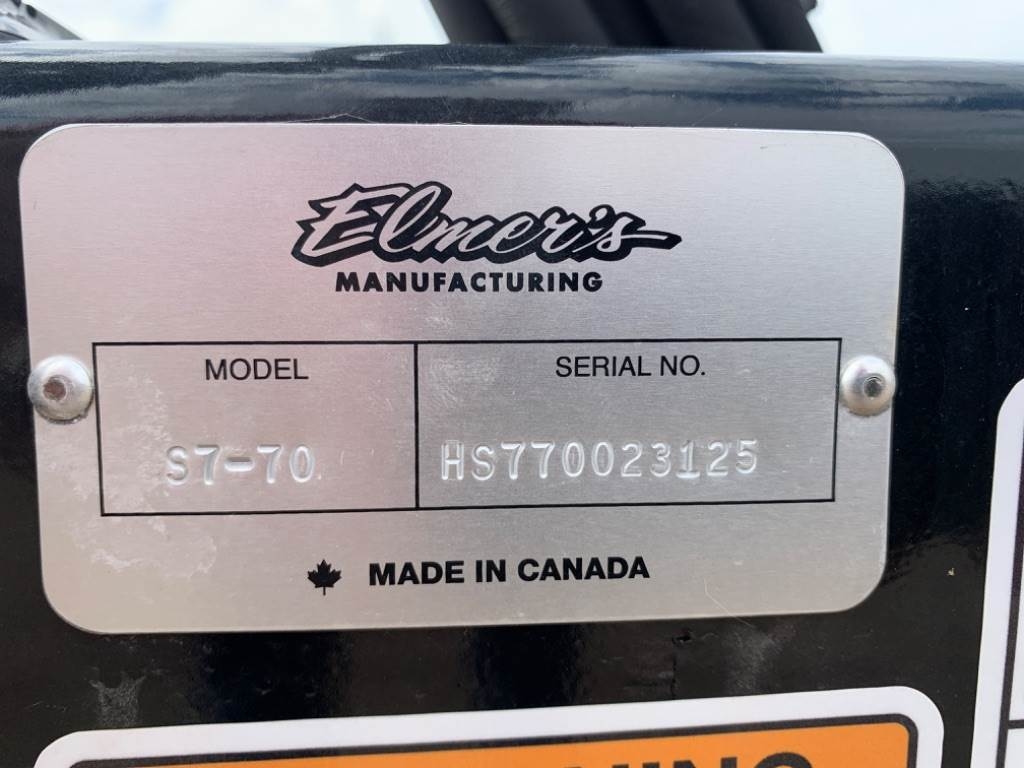 Elmer's
MANUFACTURING
MODEL
SERIAL NO.
S7-70
HS770023125
MADE IN CANADA